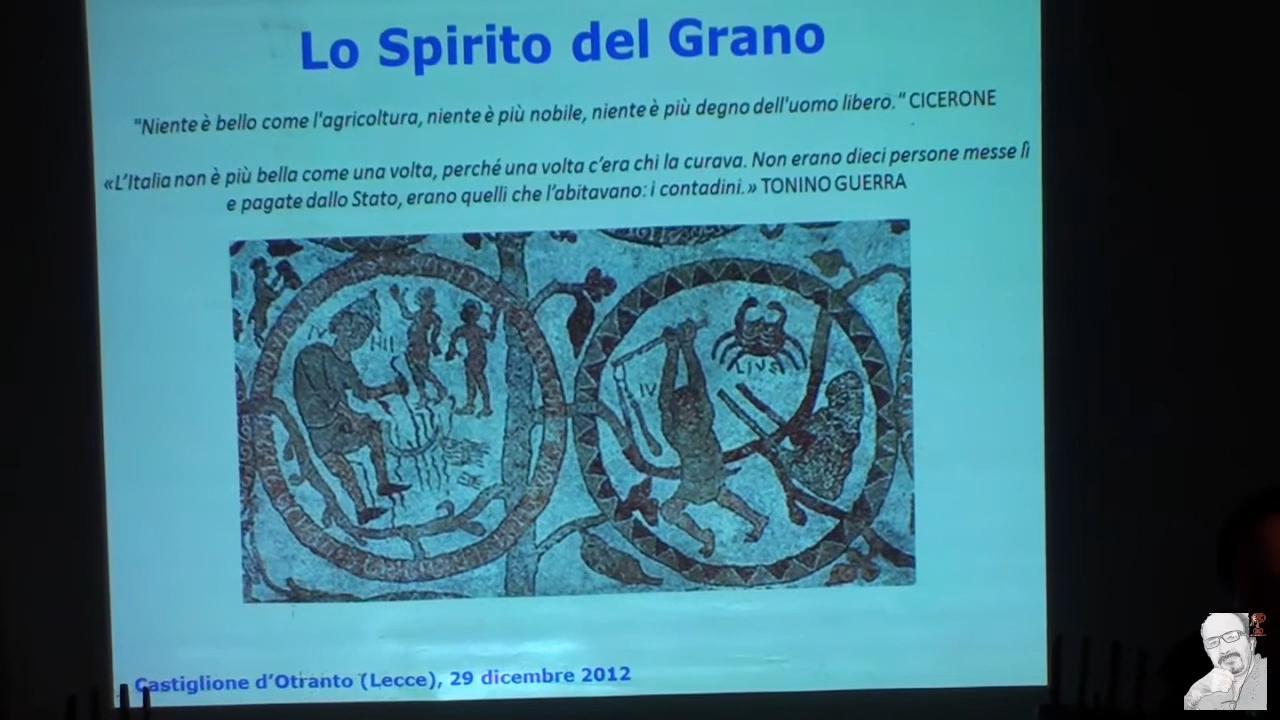 Lo Spirito del Grano
"Niente è bello come l'agricoltura, niente è più nobile, niente è più degno dell'uomo libero." CICERONE
«L'Italia non è più bella come una volta, perché una volta c'era chi la curava. Non erano dieci persone messe lì
e pagate dallo Stato, erano quelli che l'abitavano: i contadini.» TONINO GUERRA
IV
LIVS
Castiglione d'Otranto (Lecce), 29 dicembre 2012